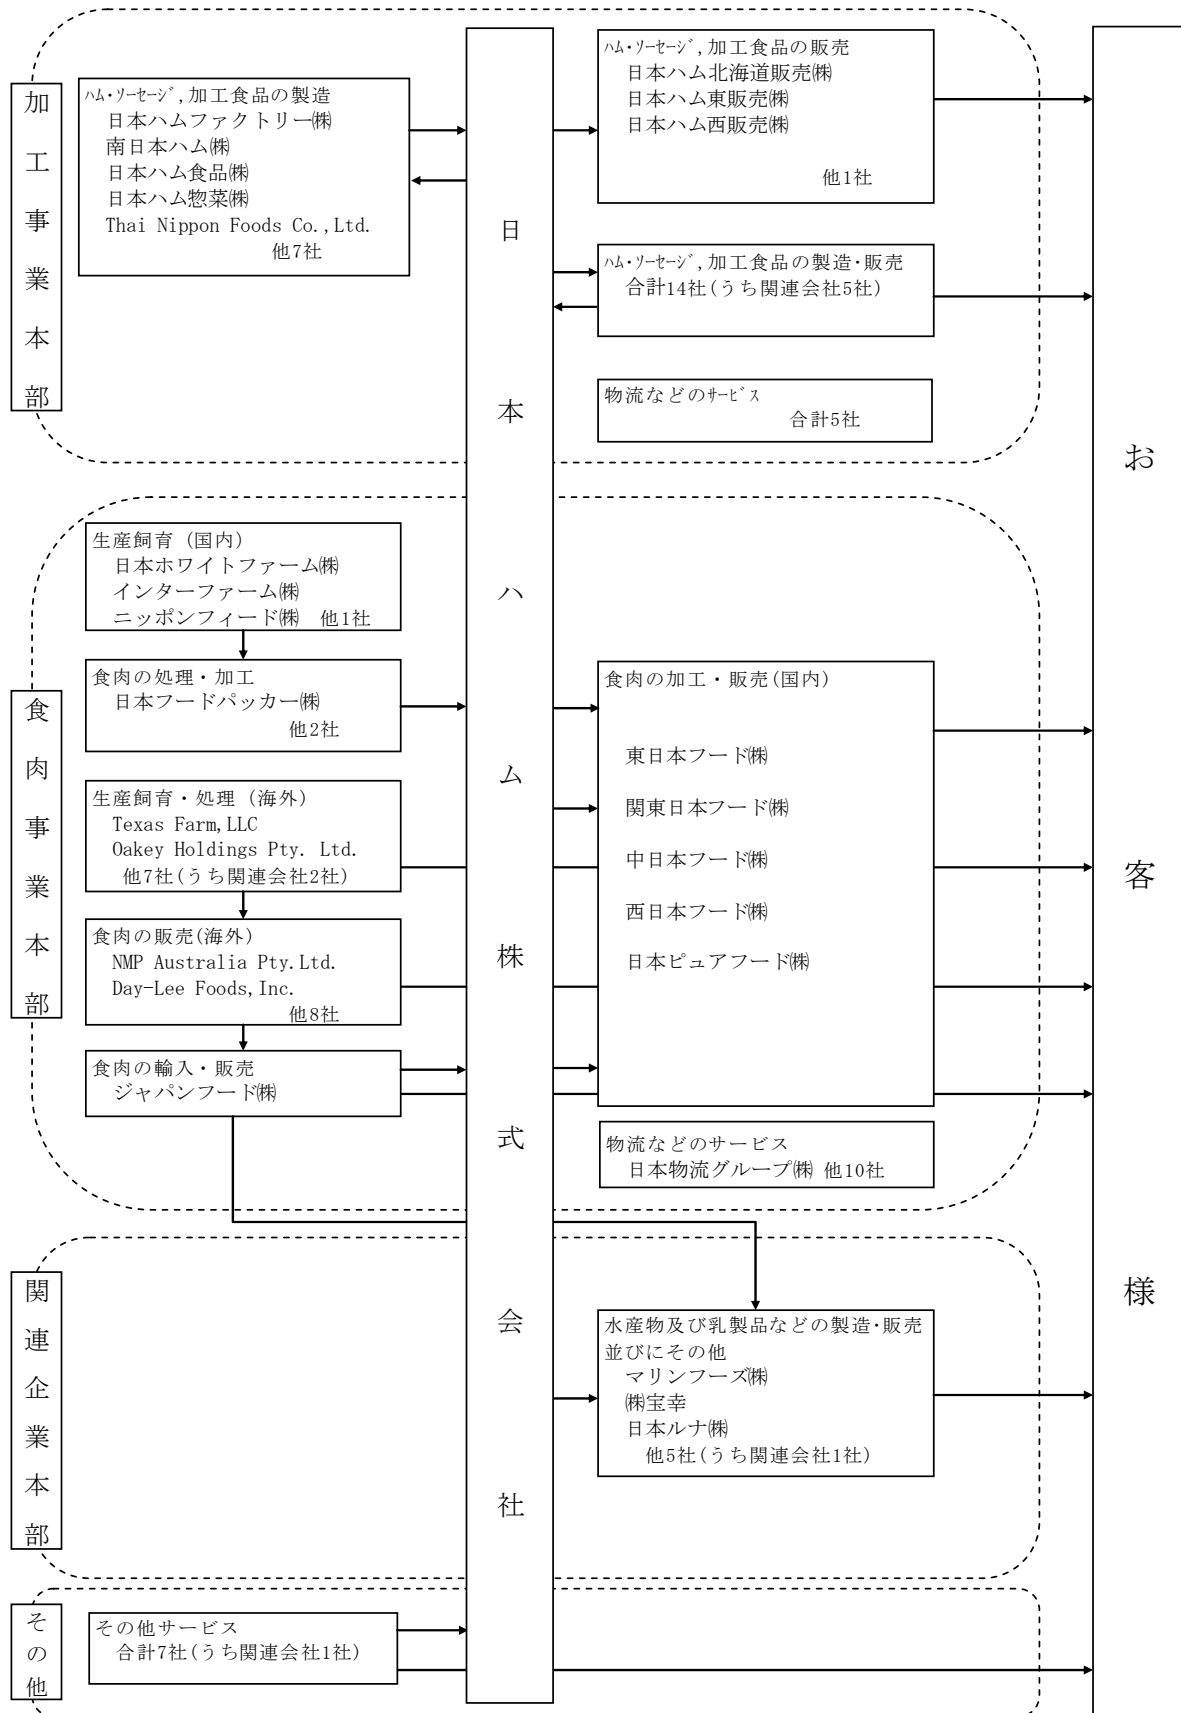 加工事業本部
ﾊﾑ・ｿｰｾｰｼﾞ,加工食品の製造
日本ハムファクトリー㈱
南日本ハム㈱
日本ハム食品㈱
日本ハム惣菜㈱
Thai Nippon Foods Co.,Ltd.
他7社
日本ハム株式会社
ﾊﾑ・ｿｰｾｰｼﾞ,加工食品の販売
日本ハム北海道販売㈱
日本ハム東販売㈱
日本ハム西販売㈱
他1社
ﾊﾑ・ｿｰｾｰｼﾞ,加工食品の製造・販売
合計14社(うち関連会社5社)
物流などのｻｰﾋﾞｽ
合計5社
お客様
食肉事業本部
生産飼育 (国内)
日本ホワイトファーム㈱
インターファーム㈱
ニッポンフィード㈱ 他1社
食肉の処理・加工
日本フードパッカー㈱
他2社
生産飼育・処理 (海外)
Texas Farm,LLC
Oakey Holdings Pty. Ltd.
他7社(うち関連会社2社)
食肉の販売(海外)
NMP Australia Pty.Ltd.
Day-Lee Foods,Inc.
他8社
食肉の輸入・販売
ジャパンフード㈱
食肉の加工・販売(国内)
東日本フード㈱
関東日本フード㈱
中日本フード㈱
西日本フード㈱
日本ピュアフード㈱
物流などのサービス
日本物流グループ㈱ 他10社
関連企業本部
水産物及び乳製品などの製造・販売
並びにその他
マリンフーズ㈱
㈱宝幸
日本ルナ㈱
他5社(うち関連会社1社)
その他
その他サービス
合計7社(うち関連会社1社)